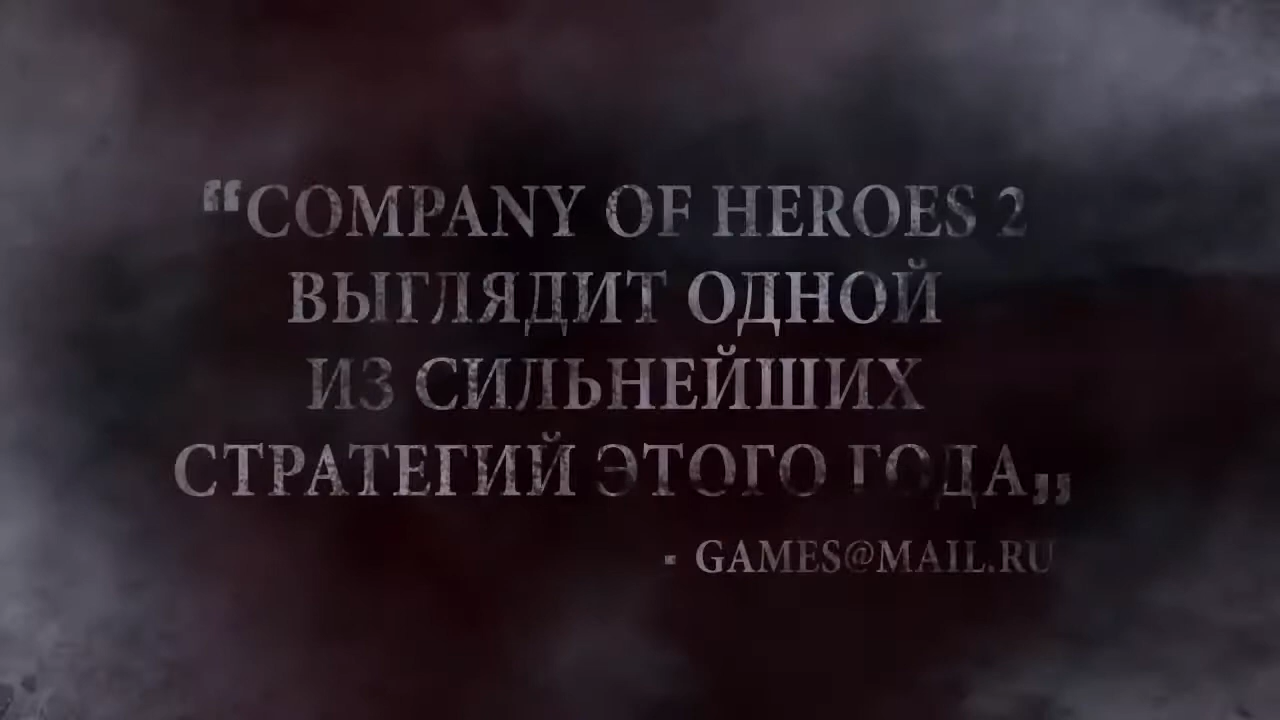 “COMPANY OF HEROES 2
ВЫГЛЯДИТ ОДНОЙ
ИЗ СИЛЬНЕЙШИХ
СТРАТЕГИЙ ЭТОГО ГОДА„
- GAMES@MAIL.RU